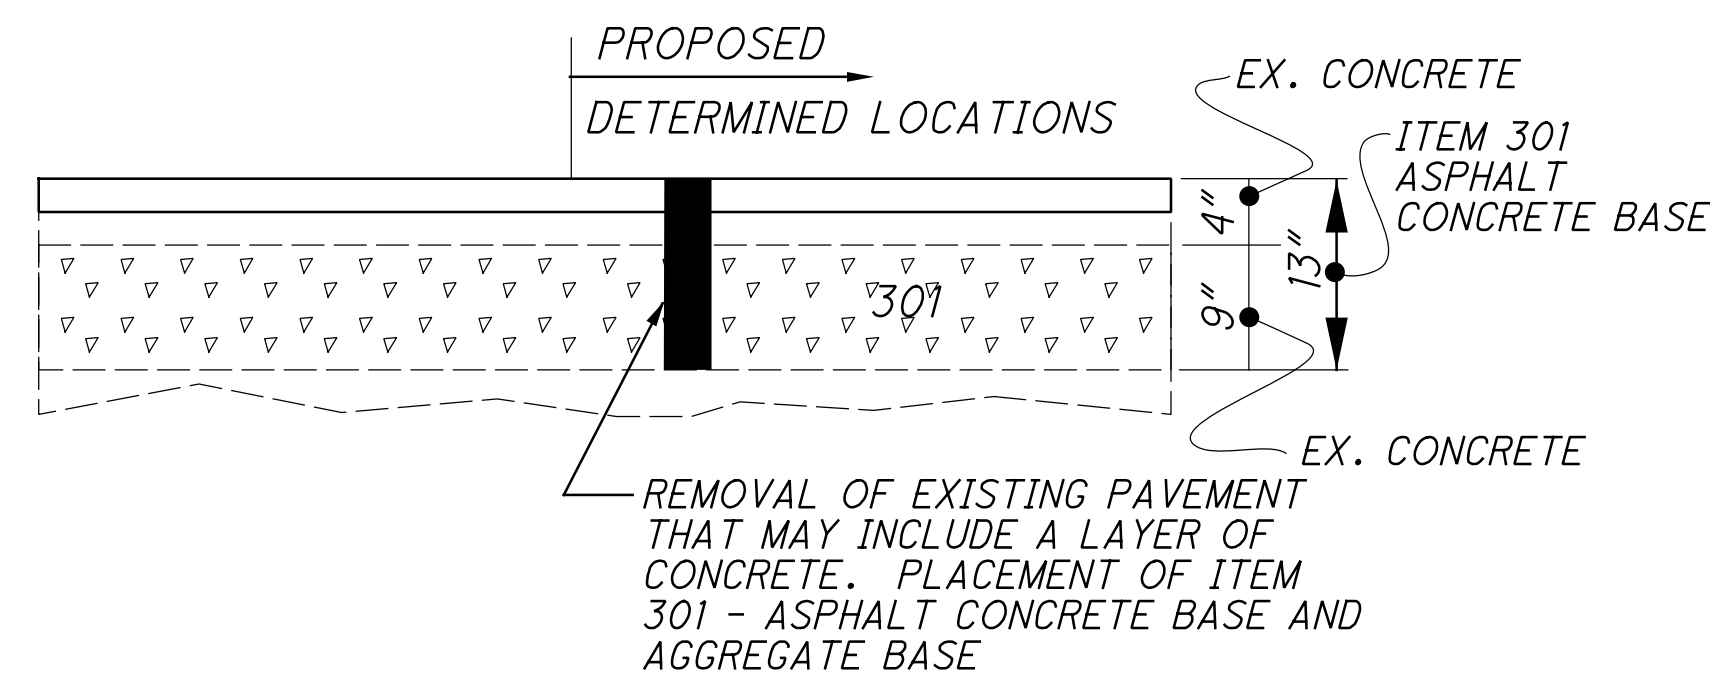 PROPOSED
DETERMINED LOCATIONS
EX. CONCRETE
ITEM 301
ASPHALT
CONCRETE BASE
4"
13"
9"
301
EX. CONCRETE
REMOVAL OF EXISTING PAVEMENT
THAT MAY INCLUDE A LAYER OF
CONCRETE. PLACEMENT OF ITEM
301 - ASPHALT CONCRETE BASE AND
AGGREGATE BASE